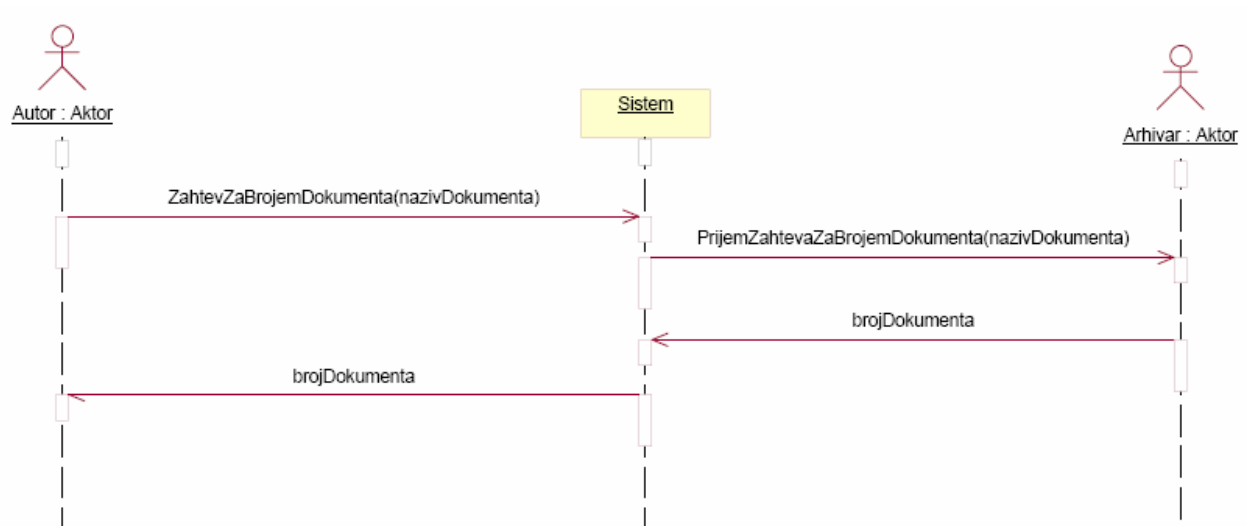 Autor : Aktor
Sistem
Arhivar : Aktor
ZahtevZaBrojemDokumenta(nazivDokumenta)
PrijemZahtevaZaBrojemDokumenta(nazivDokumenta)
brojDokumenta
brojDokumenta